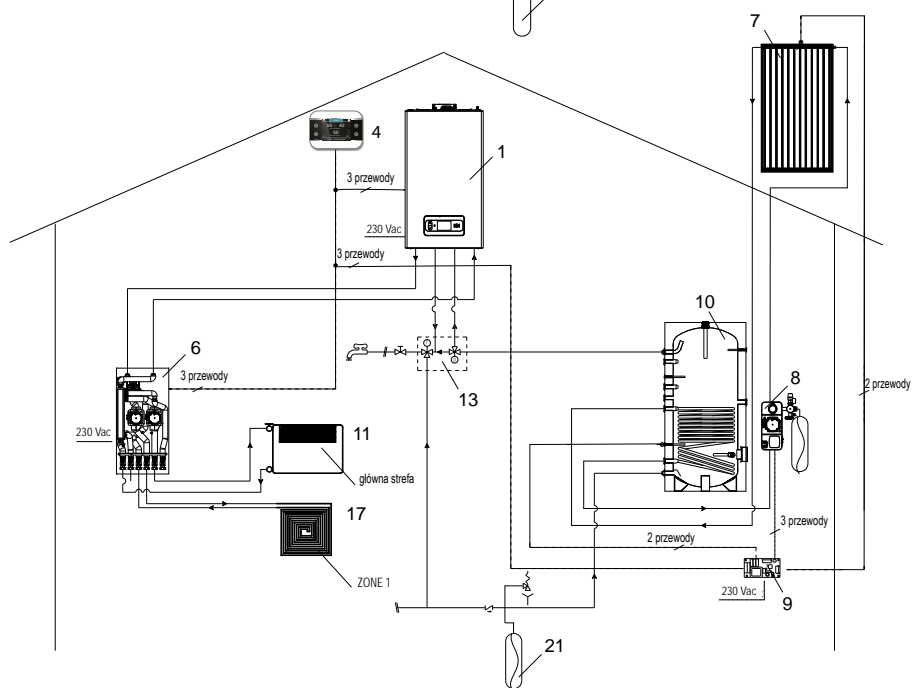 7
4
1
3 przewody
230 Vac
3 przewody
10
6
8
3 przewody
2 przewody
13
230 Vac
11
główna strefa
17
3 przewody
2 przewody
ZONE 1
230 Vac
9
21